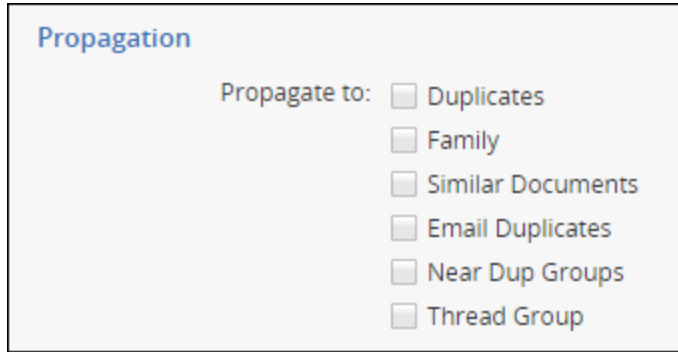 Propagation
Propagate to: Duplicates
Family
Similar Documents
Email Duplicates
Near Dup Groups
Thread Group